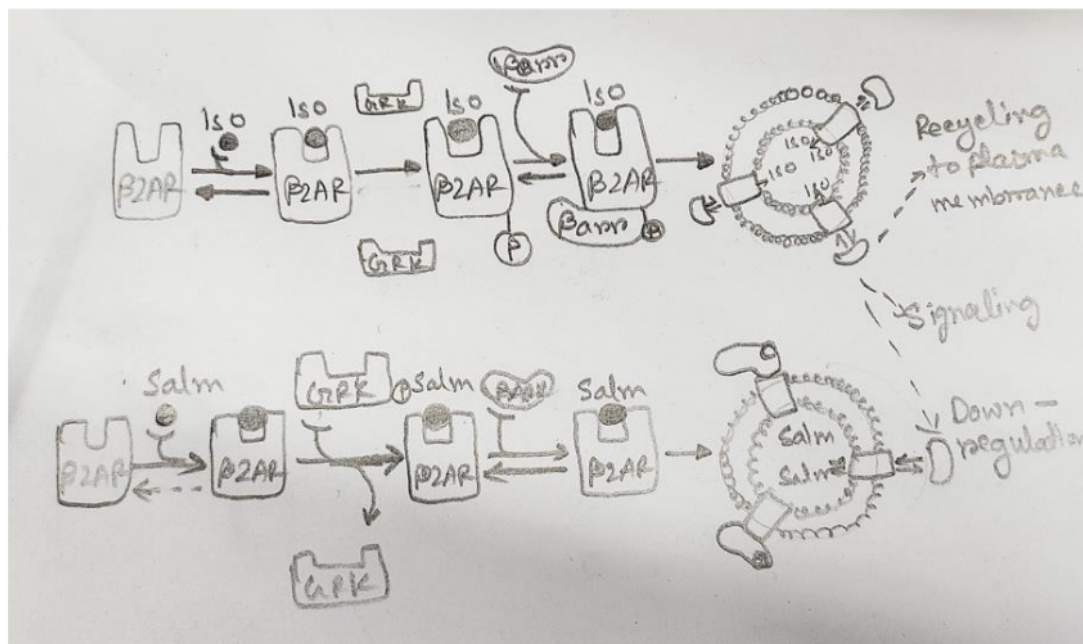 Iso
β2AR
Iso
β2AR
GRK
GRK
Iso
β2AR
P
βarr
Iso
β2AR
βarr
P
Iso
Iso
Iso
Iso
Recycling
to plasma
membrane
Signaling
Down-
regulation
Salm
β2AR
β2AR
GRK
GRK
P
Salm
β2AR
Salm
β2AR
Salm
Salm